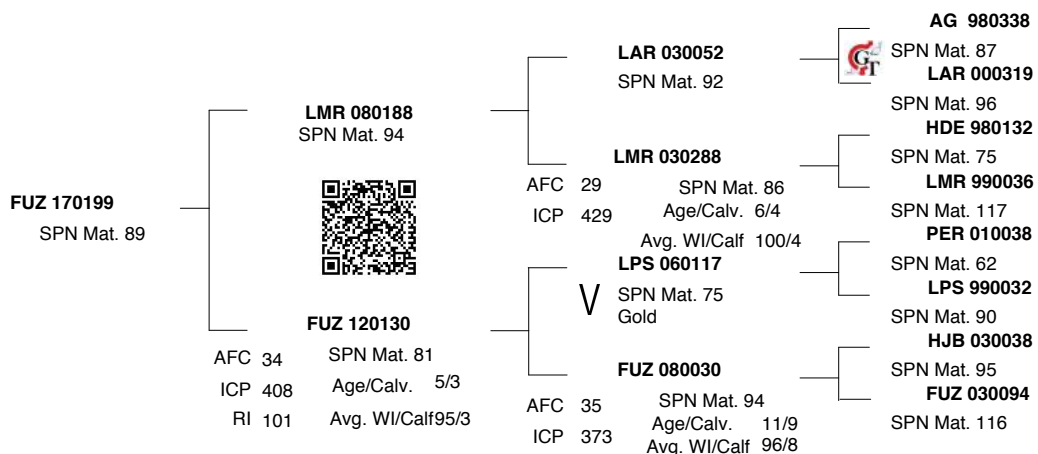 AG 980338
LAR 030052
SPN Mat. 87
SPN Mat. 92
GT
LAR 000319
LMR 080188
SPN Mat. 94
SPN Mat. 96
HDE 980132
LMR 030288
SPN Mat. 75
AFC 29
SPN Mat. 86
LMR 990036
FUZ 170199
ICP 429
Age/Calv. 6/4
SPN Mat. 117
SPN Mat. 89
Avg. WI/Calf 100/4
PER 010038
LPS 060117
SPN Mat. 62
V
SPN Mat. 75
LPS 990032
Gold
FUZ 120130
SPN Mat. 90
HJB 030038
AFC 34
SPN Mat. 81
FUZ 080030
SPN Mat. 95
ICP 408
Age/Calv. 5/3
FUZ 030094
AFC 35
SPN Mat. 94
RI 101
Avg. WI/Calf95/3
Age/Calv. 11/9
SPN Mat. 116
ICP 373
Avg. WI/Calf 96/8